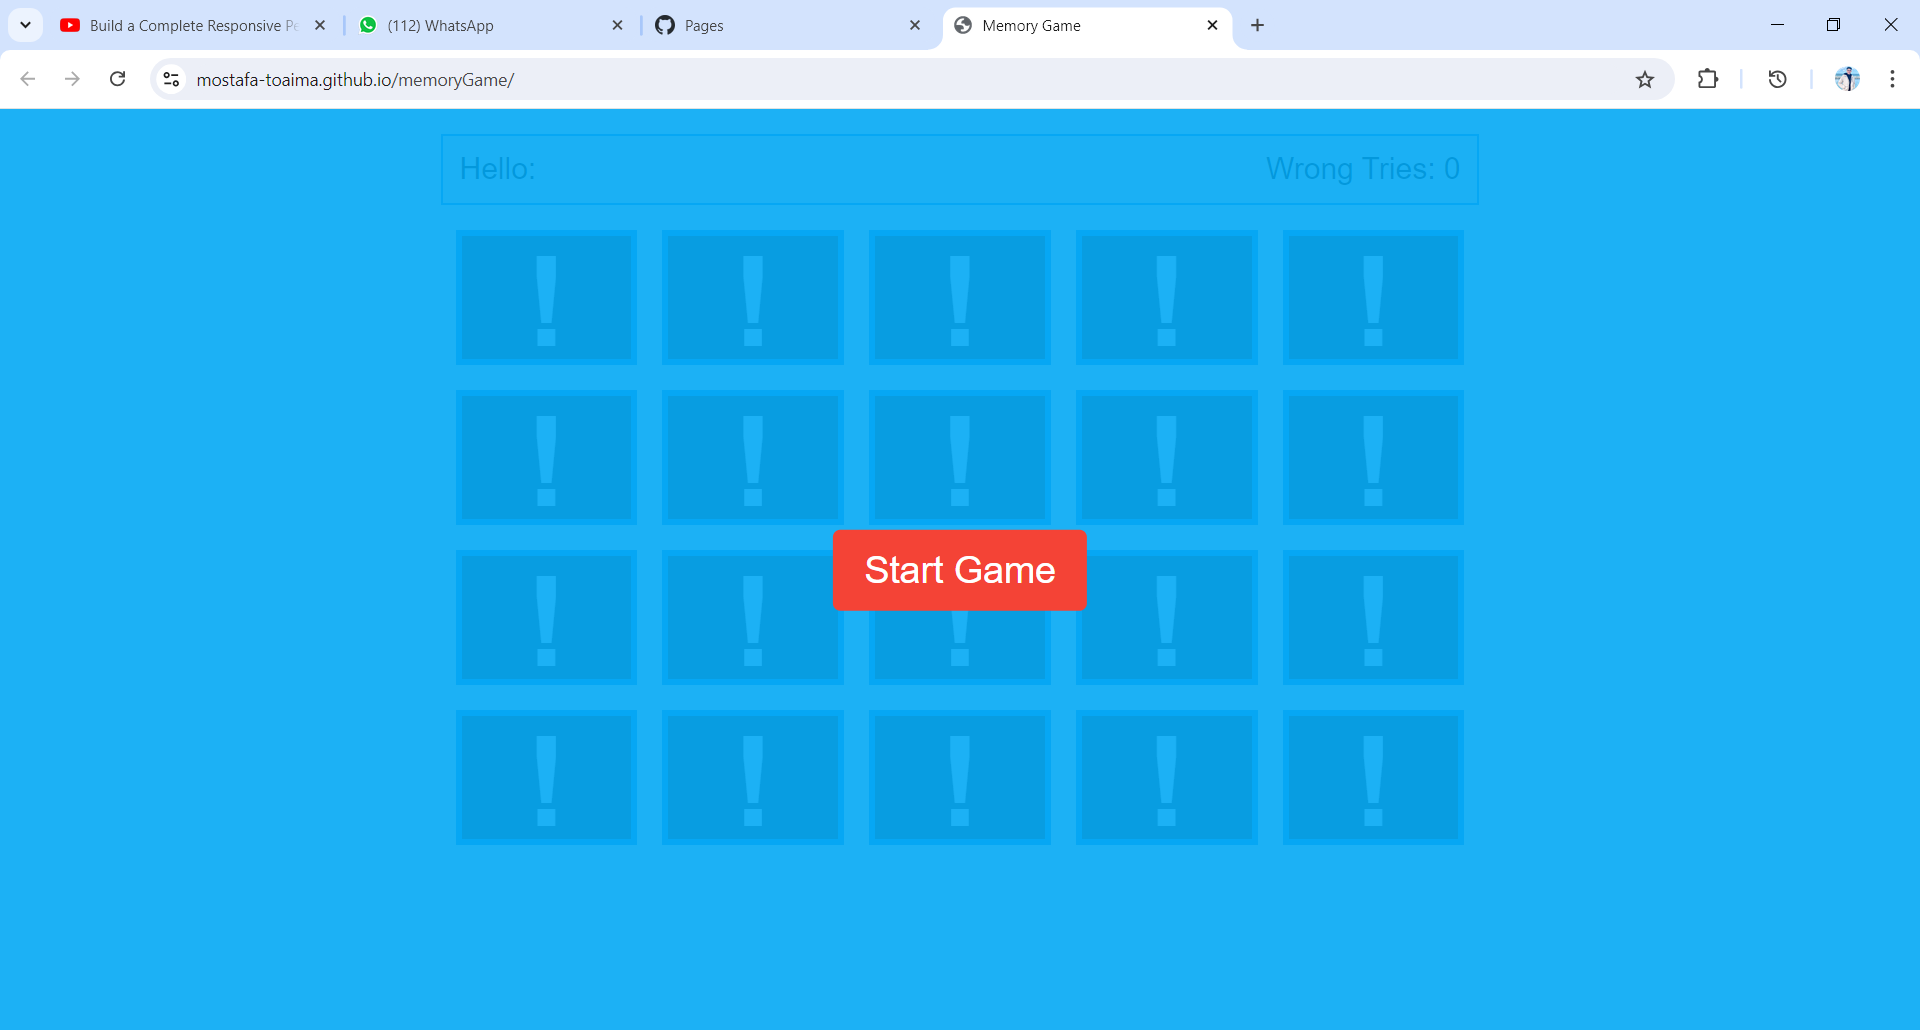 Build a Complete Responsive Pe
(112) WhatsApp
Pages
Memory Game
mostafa-toaima.github.io/memoryGame/
Hello:
Wrong Tries: 0
! ! ! ! !
! ! ! ! !
Start Game
! ! ! ! !
! ! ! ! !